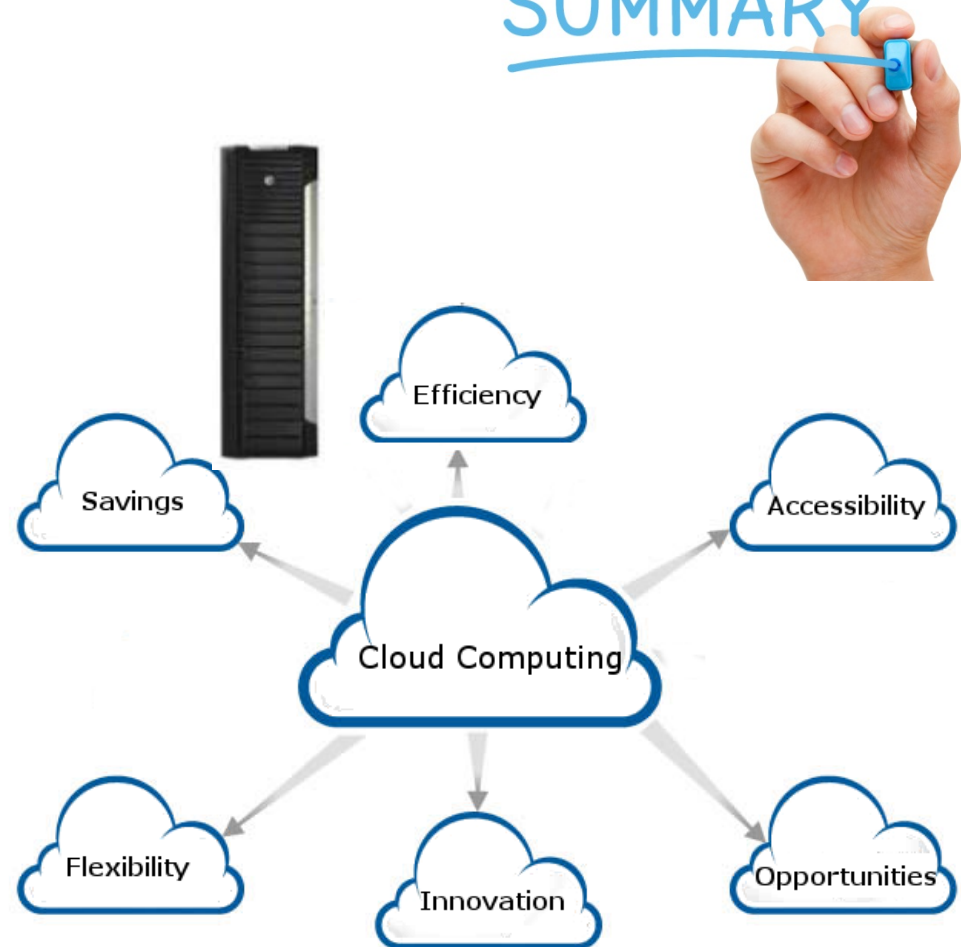 SUMMARY
Efficiency
Savings
Accessibility
Cloud Computing
Flexibility
Opportunities
Innovation